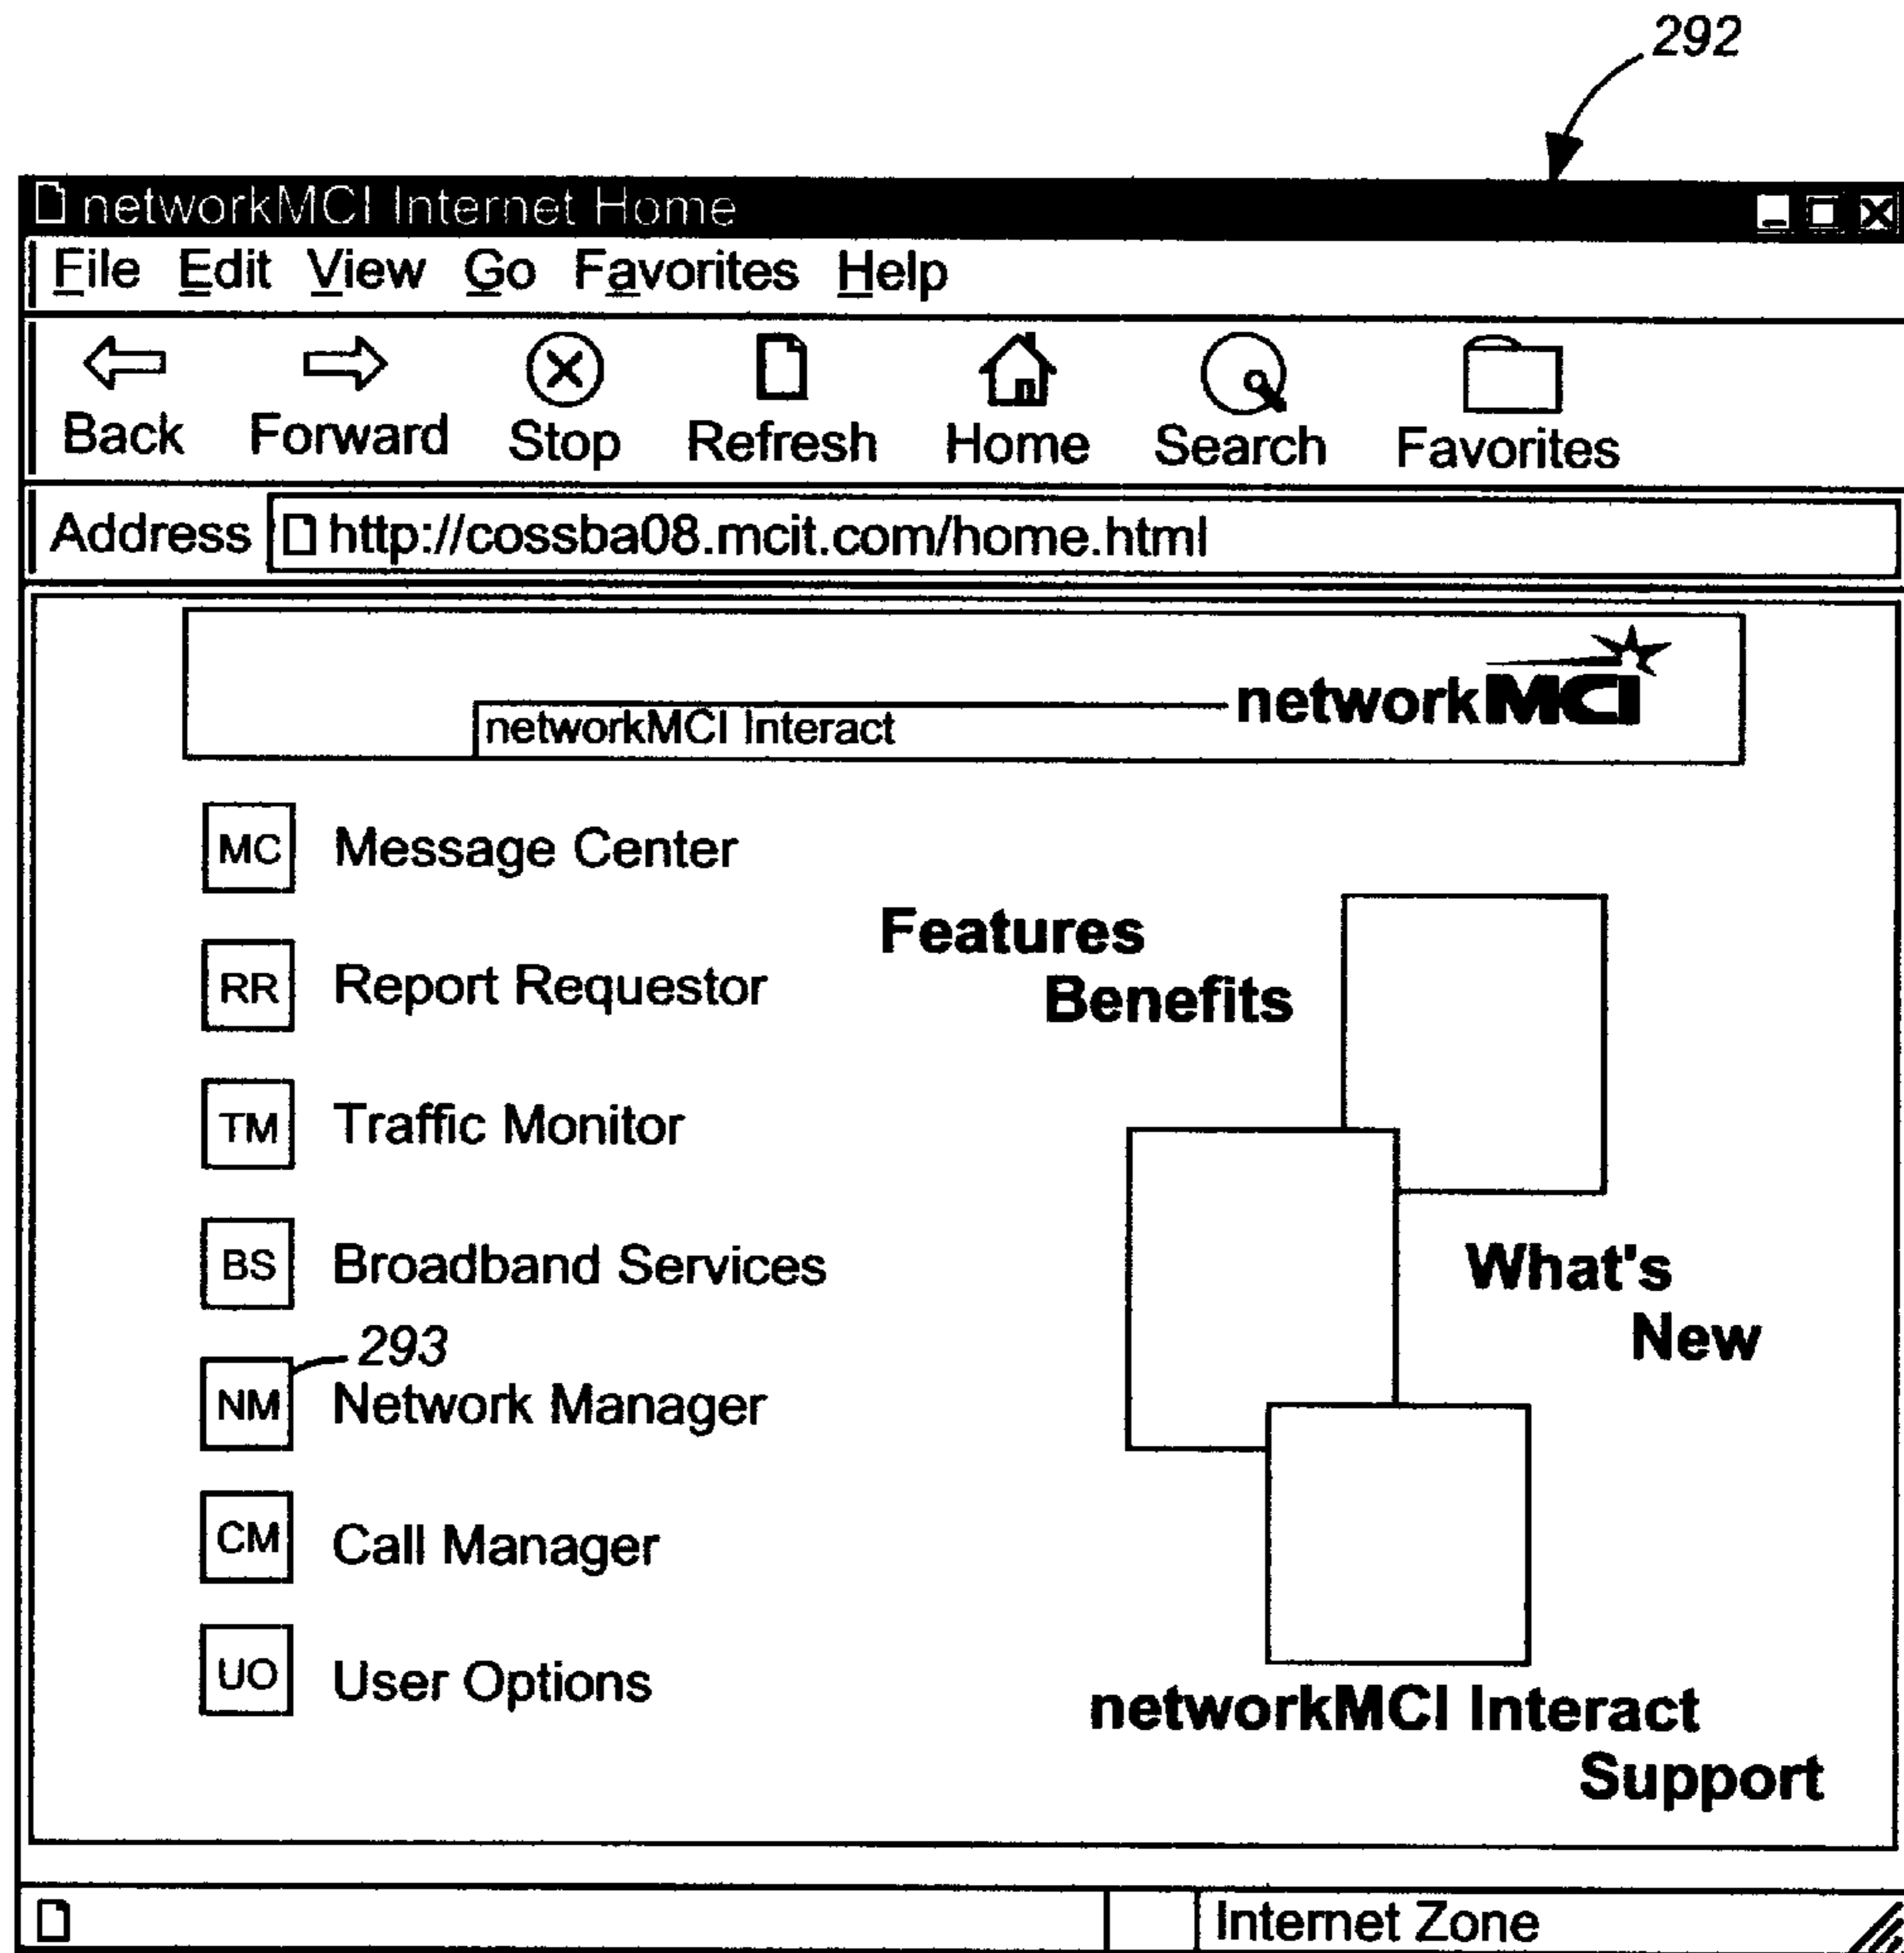 292
networkMCI Internet Home
File Edit View Go Favorites Help
Back Forward Stop Refresh Home Search Favorites
Address http://cossba08.mcit.com/home.html
networkMCI Interact
networkMCI
MC Message Center
RR Report Requestor
TM Traffic Monitor
BS Broadband Services
293
NM Network Manager
CM Call Manager
UO User Options
Features
Benefits
What's
New
networkMCI Interact
Support
Internet Zone